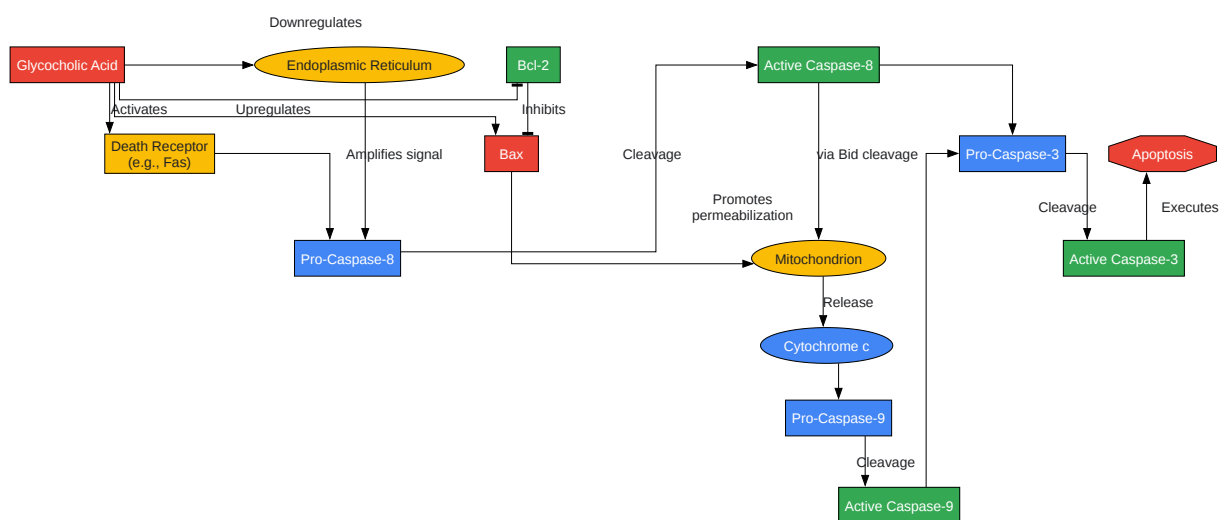 Downregulates
Glycocholic Acid
Endoplasmic Reticulum
Bcl-2
Active Caspase-8
Activates
Upregulates
Inhibits
Death Receptor
(e.g., Fas)
Amplifies signal
Bax
Cleavage
via Bid cleavage
Pro-Caspase-3
Apoptosis
Promotes
permeabilization
Cleavage
Executes
Pro-Caspase-8
Mitochondrion
Active Caspase-3
Release
Cytochrome c
Pro-Caspase-9
Cleavage
Active Caspase-9